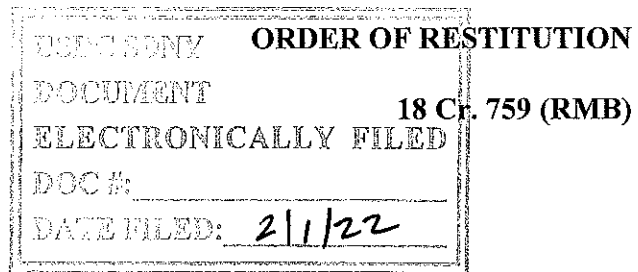 USDC SDNY
ORDER OF RESTITUTION
DOCUMENT
18 Cr. 759 (RMB)
ELECTRONICALLY FILED
DOC #:
DATE FILED: 2/1/22